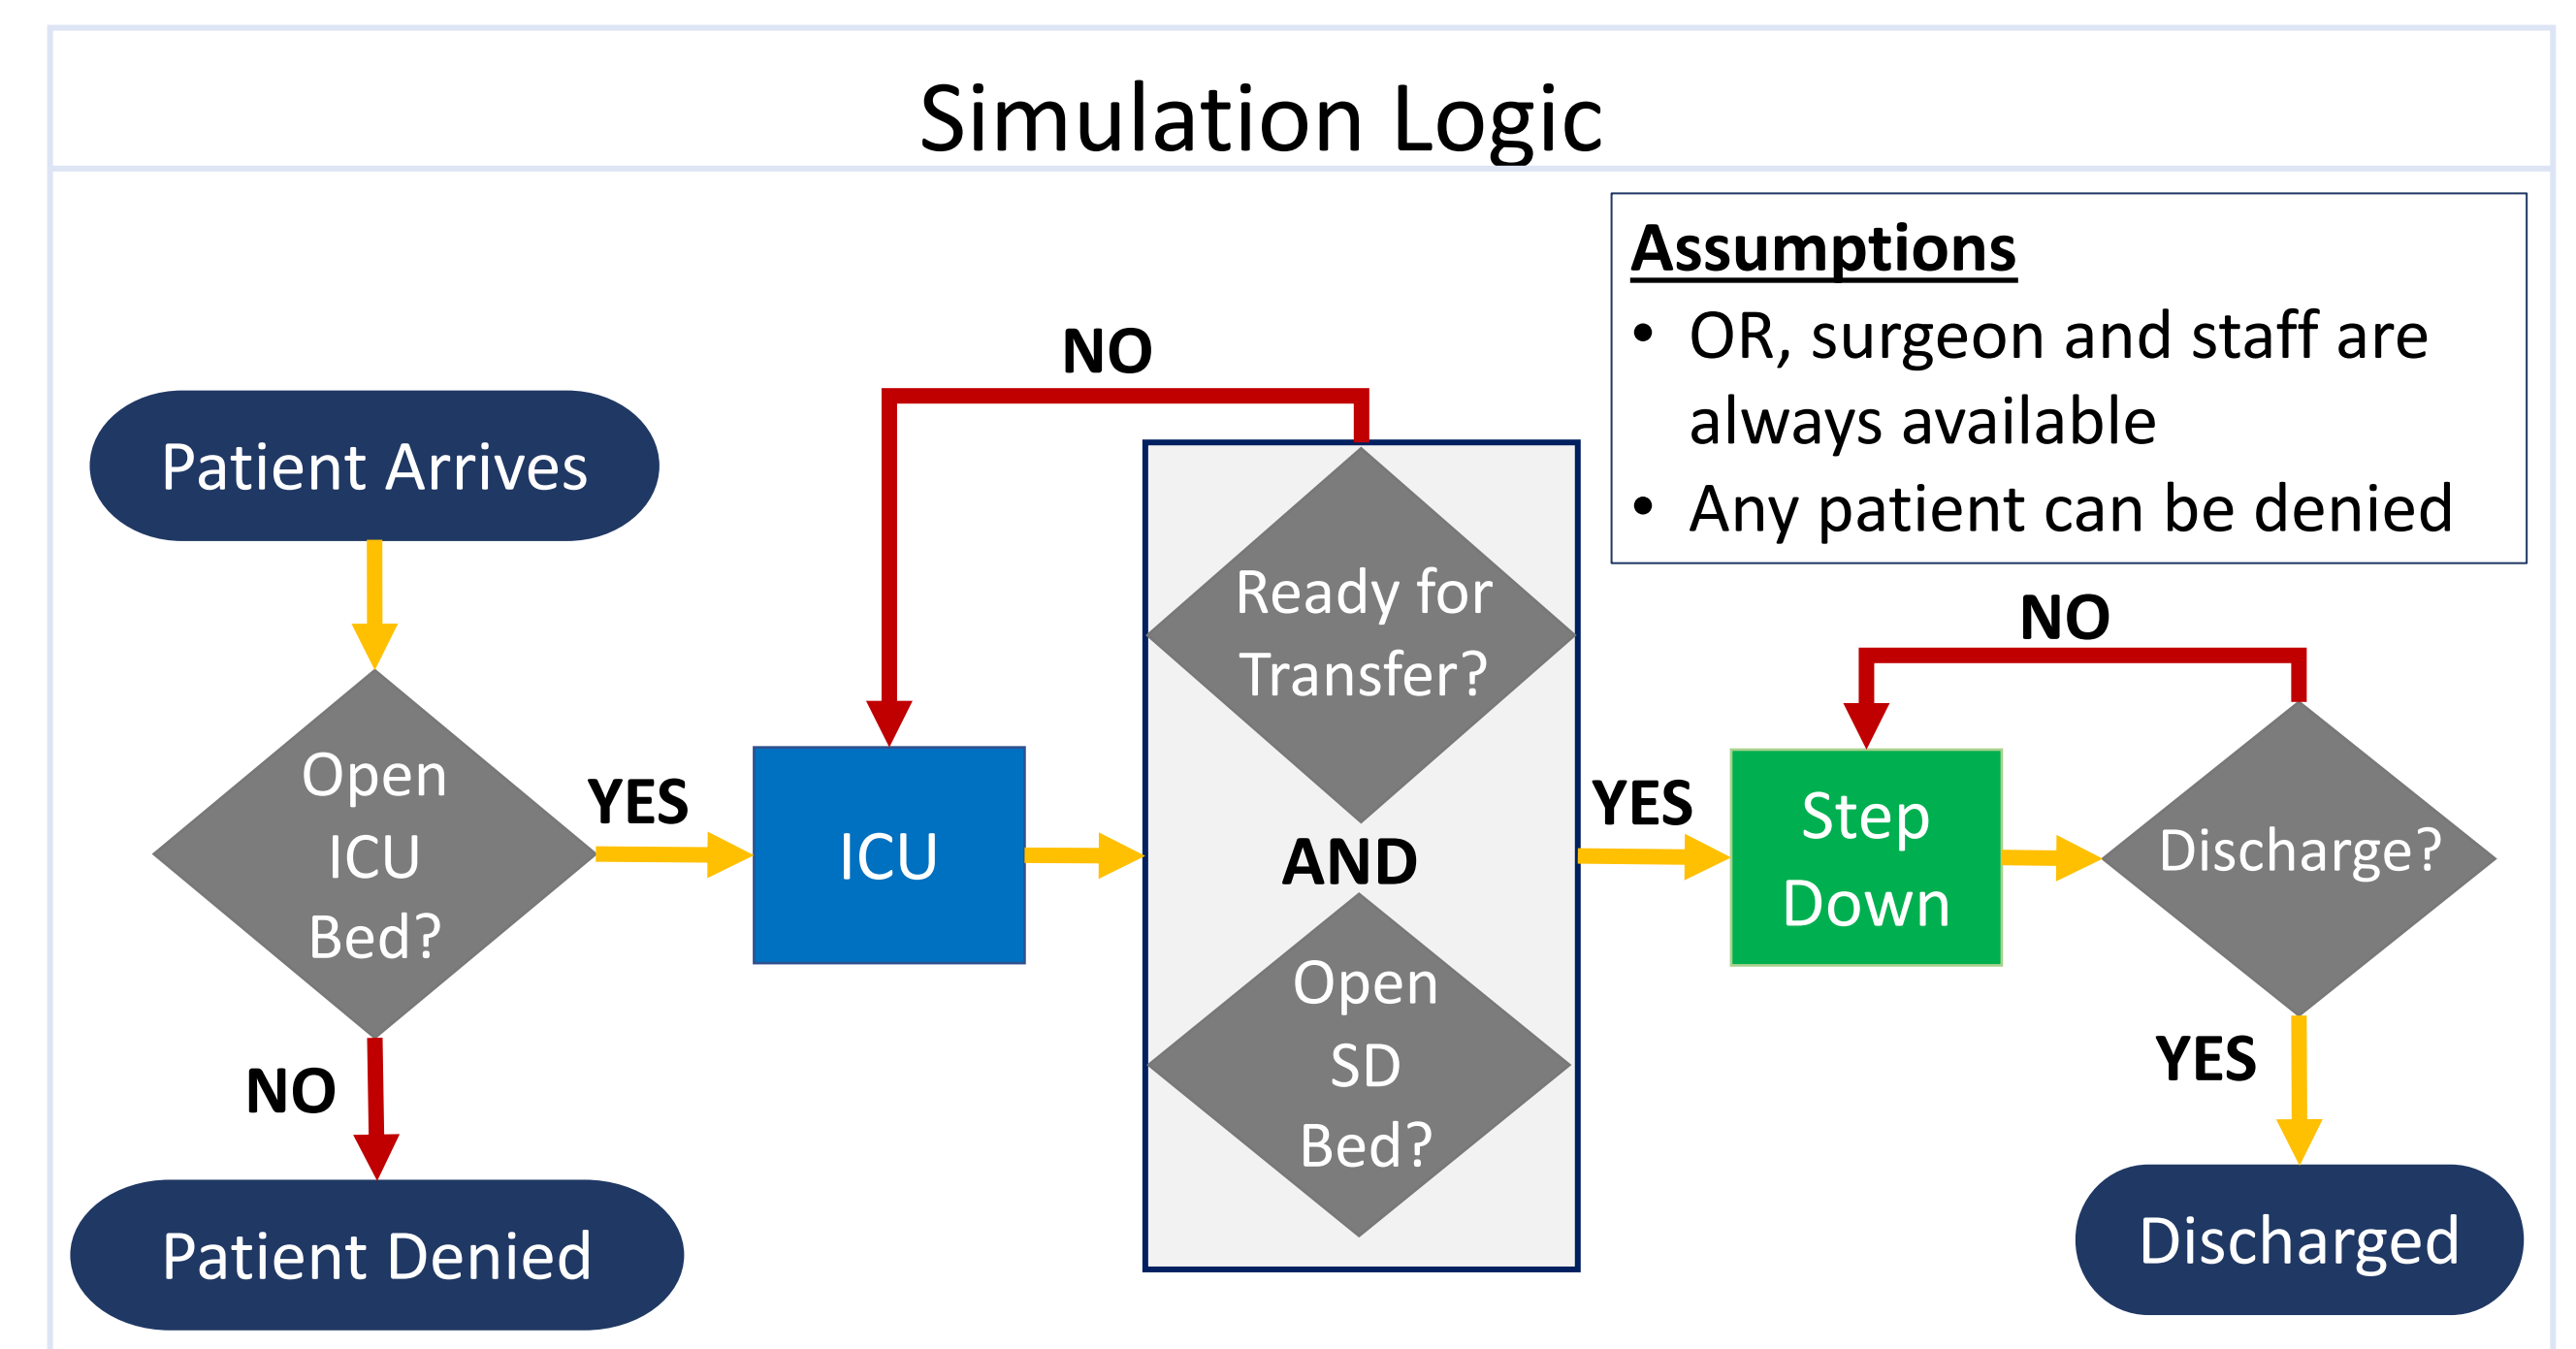 Simulation Logic
Assumptions
• OR, surgeon and staff are
always available
• Any patient can be denied
Patient Arrives
Open
ICU
Bed?
YES
NO
Patient Denied
ICU
NO
Ready for
Transfer?
AND
Open
SD
Bed?
YES
Step
Down
NO
Discharge?
YES
Discharged